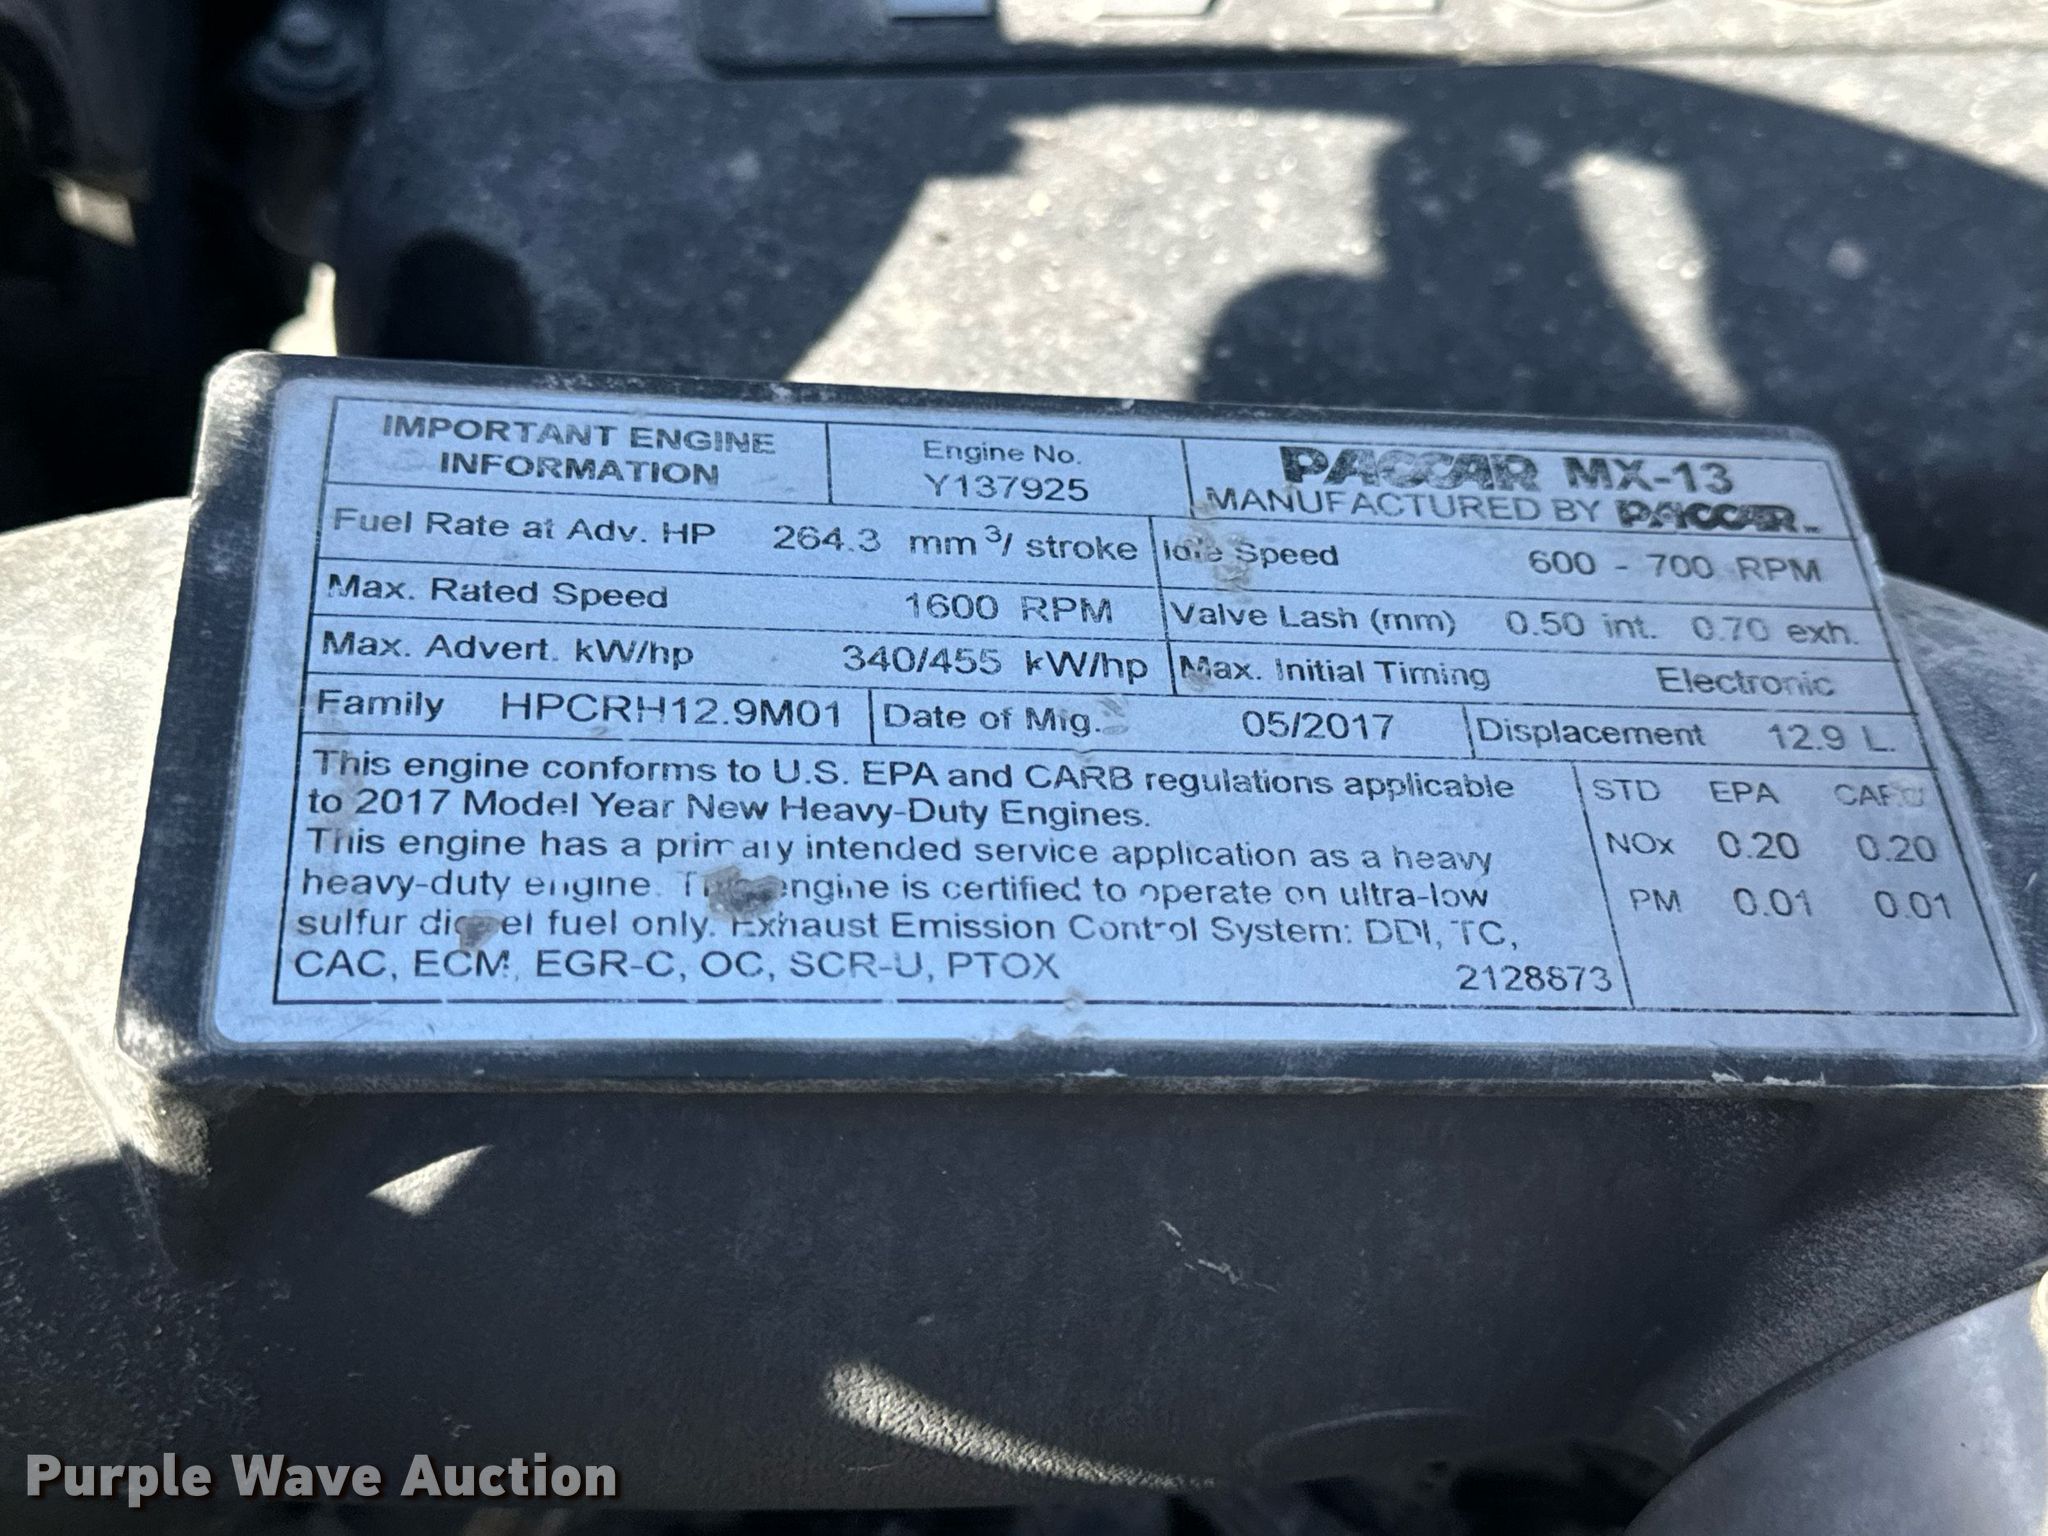 IMPORTANT ENGINE
INFORMATION
Engine No.
Y137925
PACCAR MX-13
MANUFACTURED BY PACCAR
Fuel Rate at Adv. HP 264.3 mm³/ stroke
Idle Speed 600 - 700 RPM
Max. Rated Speed 1600 RPM
Valve Lash (mm) 0.50 int. 0.70 exh.
Max. Advert. kW/hp 340/455 kW/hp
Max. Initial Timing Electronic
Family HPCRH12.9M01
Date of Mfg. 05/2017
Displacement 12.9 L.
This engine conforms to U.S. EPA and CARB regulations applicable
to 2017 Model Year New Heavy-Duty Engines.
This engine has a primary intended service application as a heavy
heavy-duty engine. This engine is certified to operate on ultra-low
sulfur diesel fuel only. Exhaust Emission Control System: DDI, TC,
CAC, ECM, EGR-C, OC, SCR-U, PTOX
2128873
STD EPA CARB
NOx 0.20 0.20
PM 0.01 0.01
Purple Wave Auction